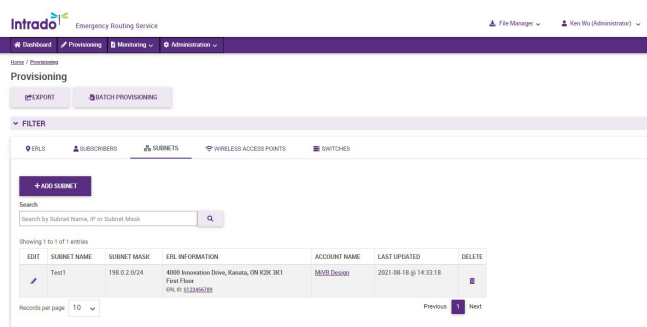 Intrado Emergency Routing Service File Manager Ken Wu (Administrator)
Dashboard Provisioning Monitoring Administration
Home / Provisioning
Provisioning
EXPORT BATCH PROVISIONING
FILTER
ERLS SUBSCRIBERS SUBNETS WIRELESS ACCESS POINTS SWITCHES
+ ADD SUBNET
Search
Search by Subnet Name, IP or Subnet Mask
Showing 1 to 1 of 1 entries
EDIT SUBNET NAME SUBNET MASK ERL INFORMATION ACCOUNT NAME LAST UPDATED DELETE
Test1 198.0.2.0/24 4000 Innovation Drive, Kanata, ON K2K 3K1 MiVB Design 2021-08-18 @ 14:33:18
First Floor
ERL ID: 0123456789
Records per page 10 Previous 1 Next